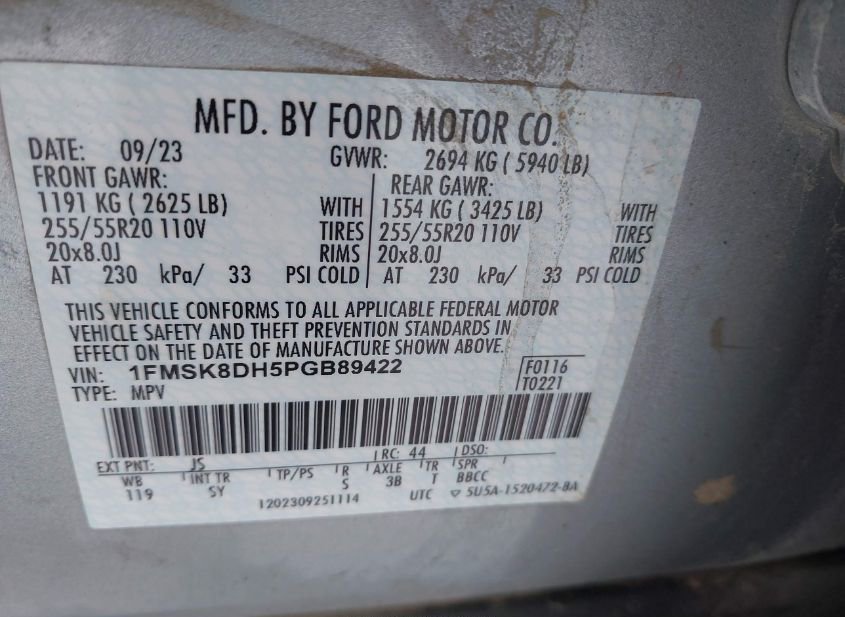 MFD. BY FORD MOTOR CO.
DATE: 09/23 GVWR: 2694 KG ( 5940 LB)
FRONT GAWR: REAR GAWR:
1191 KG ( 2625 LB) WITH 1554 KG ( 3425 LB) WITH
255/55R20 110V TIRES 255/55R20 110V TIRES
20x8.0J RIMS 20x8.0J RIMS
AT 230 kPa/ 33 PSI COLD AT 230 kPa/ 33 PSI COLD
THIS VEHICLE CONFORMS TO ALL APPLICABLE FEDERAL MOTOR
VEHICLE SAFETY AND THEFT PREVENTION STANDARDS IN
EFFECT ON THE DATE OF MANUFACTURE SHOWN ABOVE.
VIN: 1FMSK8DH5PGB89422 F0116
TYPE: MPV T0221
EXT PNT: JS RC: 44 DSO:
WB INT TR TP/PS R AXLE TR SPR
119 SY S 3B T BBCC
1202309251114 UTC ▽ 5U5A-1520472-BA